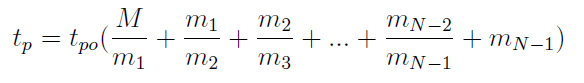 t_p = t_{po}(\frac{M}{m_1} + \frac{m_1}{m_2} + \frac{m_2}{m_3} + ... + \frac{m_{N-2}}{m_{N-1}} + m_{N-1})